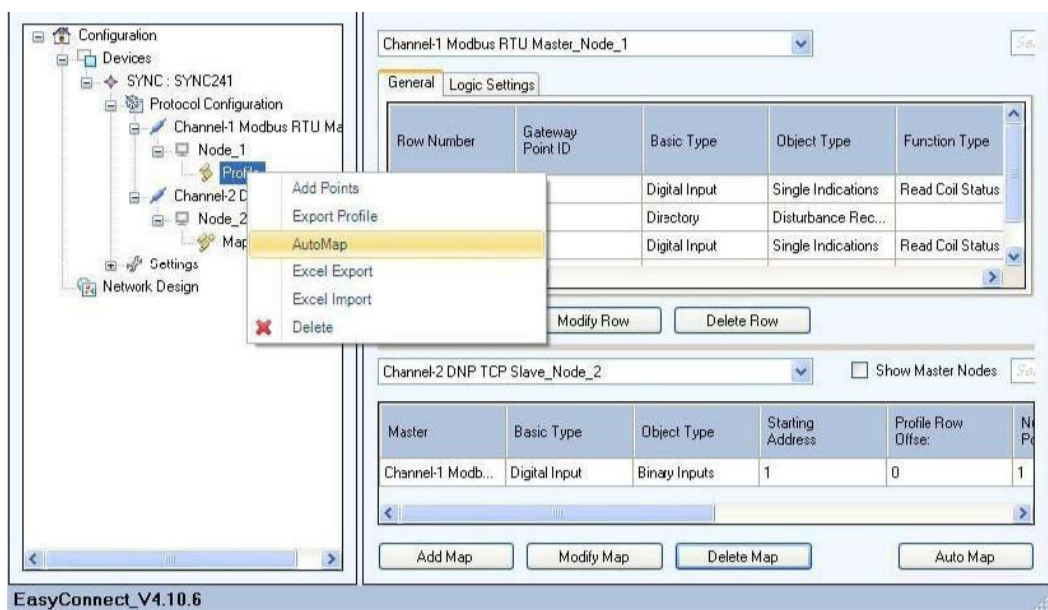 Configuration
Devices
SYNC : SYNC241
Protocol Configuration
Channel-1 Modbus RTU Ma
Node_1
Profile
Channel-2 D
Node_2
Map
Settings
Network Design
Add Points
Export Profile
AutoMap
Excel Export
Excel Import
Delete
Channel-1 Modbus RTU Master_Node_1
General Logic Settings
Row Number Gateway Point ID Basic Type Object Type Function Type
Digital Input Single Indications Read Coil Status
Directory Disturbance Rec...
Digital Input Single Indications Read Coil Status
Modify Row Delete Row
Channel-2 DNP TCP Slave_Node_2 Show Master Nodes
Master Basic Type Object Type Starting Address Profile Row Offse:
Channel-1 Modb... Digital Input Binary Inputs 1 0 1
Add Map Modify Map Delete Map Auto Map
EasyConnect_V4.10.6